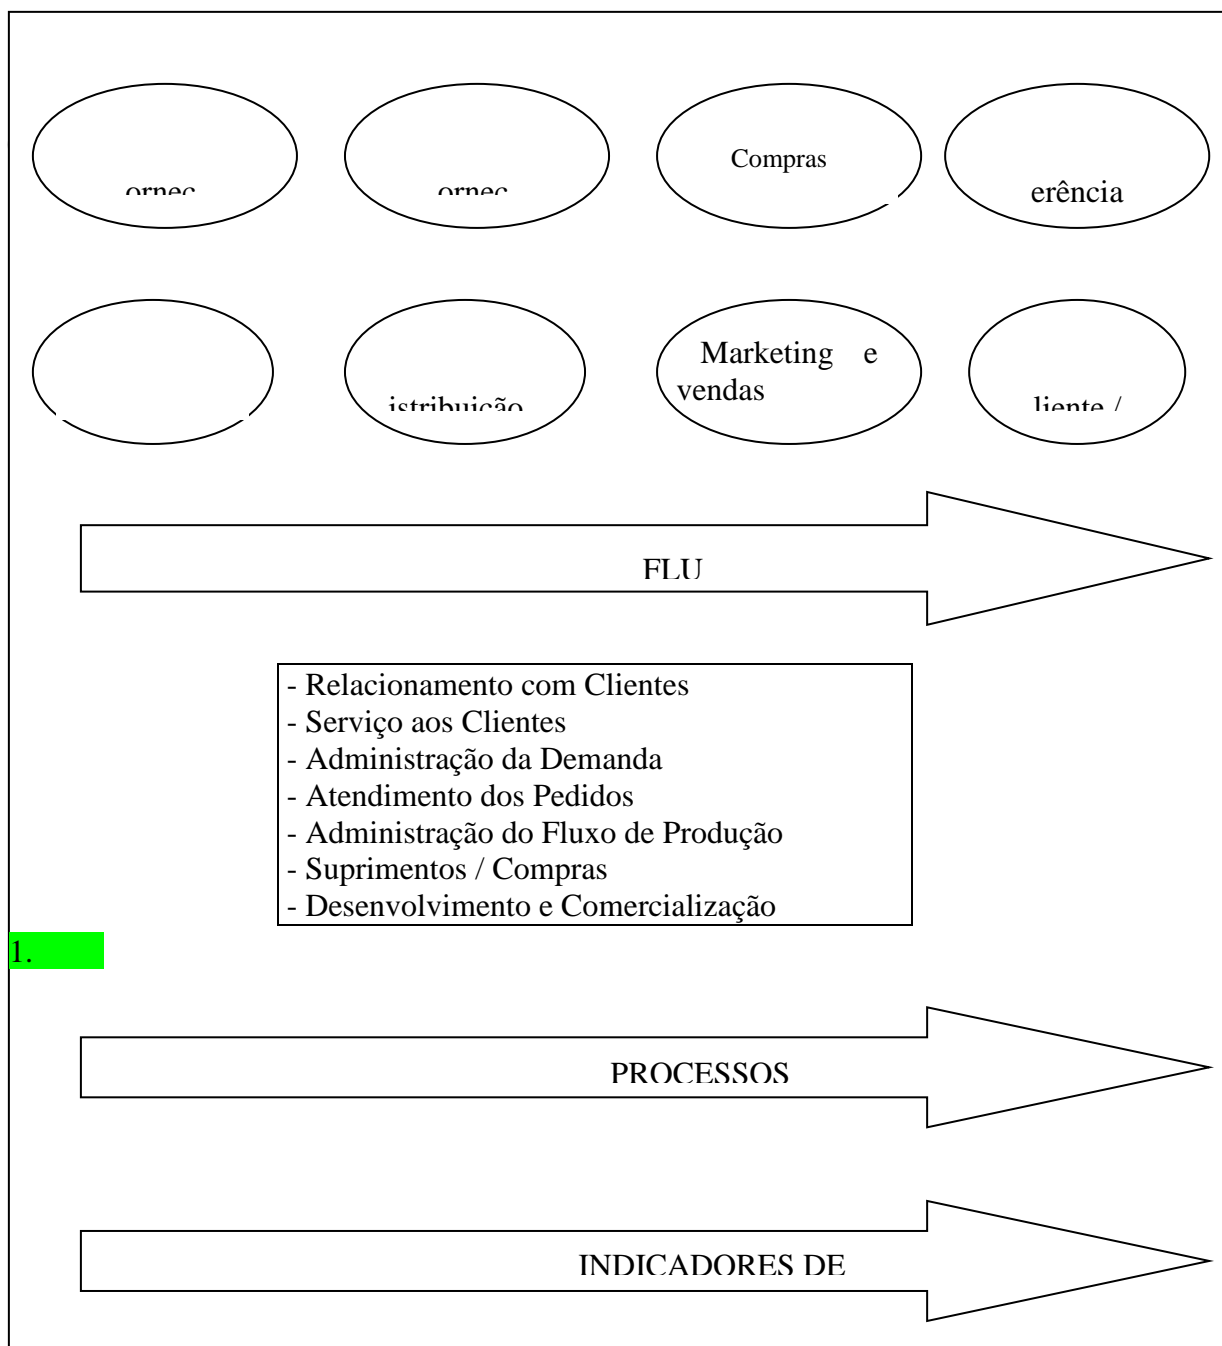 ornec
ornec
Compras
erência
istribuição
Marketing e
vendas
liente /
FLU
- Relacionamento com Clientes
- Serviço aos Clientes
- Administração da Demanda
- Atendimento dos Pedidos
- Administração do Fluxo de Produção
- Suprimentos / Compras
- Desenvolvimento e Comercialização
1.
PROCESSOS
INDICADORES DE